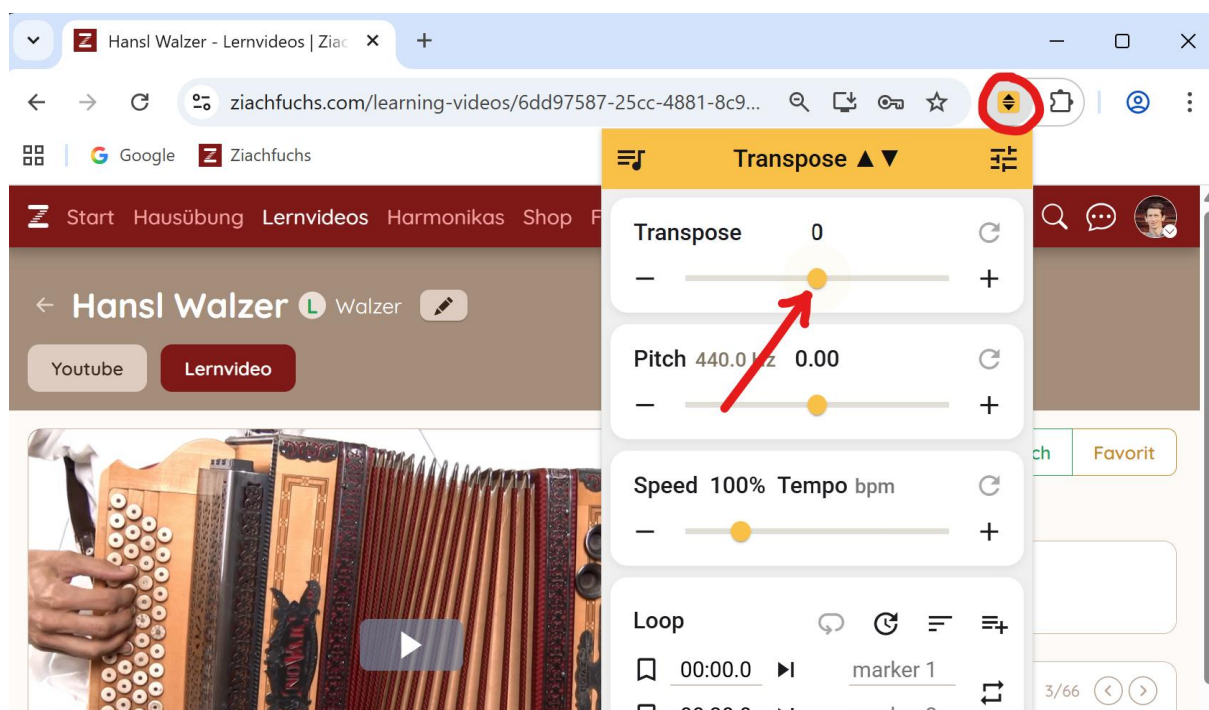 Hansl Walzer - Lernvideos | Ziac
ziachfuchs.com/learning-videos/6dd97587-25cc-4881-8c9...
Google Ziachfuchs
Transpose ▲▼
Start Hausübung Lernvideos Harmonikas Shop F
Transpose 0
Hansl Walzer L Walzer
Youtube Lernvideo
Pitch 440.0 hz 0.00
ch Favorit
Speed 100% Tempo bpm
Loop
00:00.0 marker 1
3/66